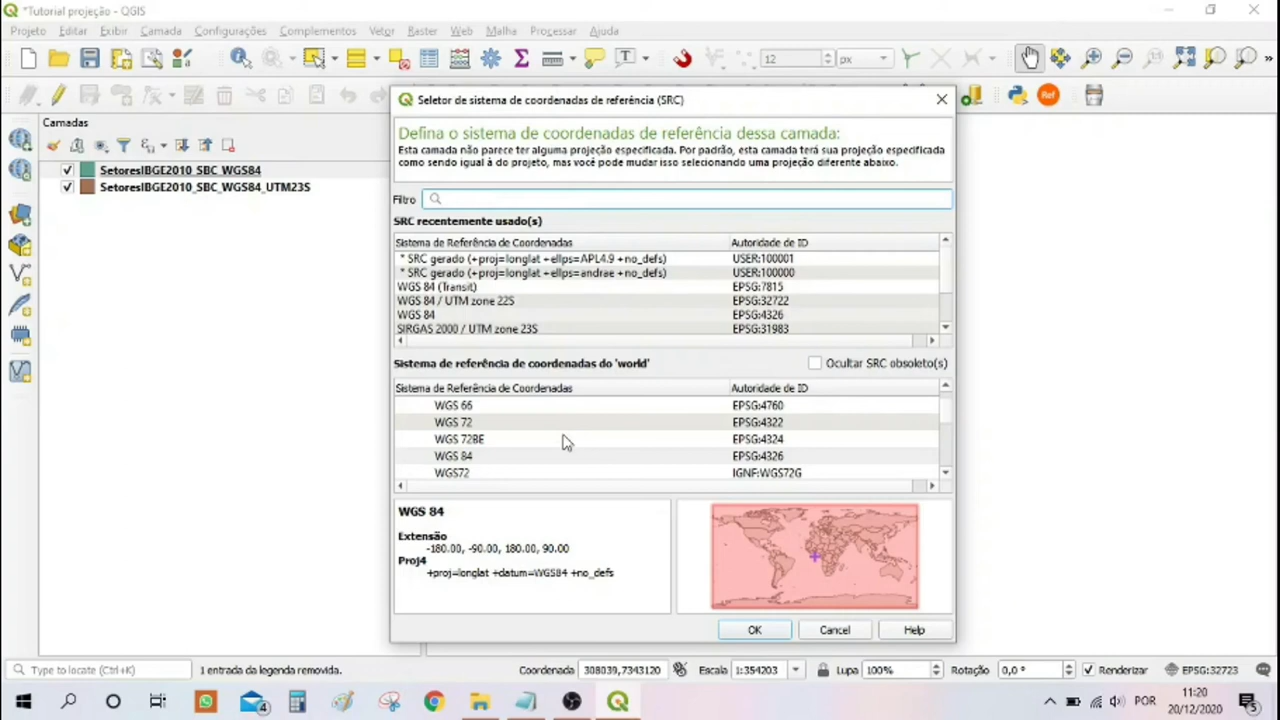 *Tutorial projeção - QGIS
Projeto Editar Exibir Camada Configurações Complementos Vetor Raster Web Malha Processar Ajuda
12 px
Ref
Camadas
SetoresIBGE2010_SBC_WGS84
SetoresIBGE2010_SBC_WGS84_UTM23S
Seletor de sistema de coordenadas de referência (SRC)
Defina o sistema de coordenadas de referência dessa camada:
Esta camada não parece ter alguma projeção especificada. Por padrão, esta camada terá sua projeção especificada
como sendo igual à do projeto, mas você pode mudar isso selecionando uma projeção diferente abaixo.
Filtro
SRC recentemente usado(s)
Sistema de Referência de Coordenadas Autoridade de ID
* SRC gerado (+proj=longlat +ellps=APL4.9 +no_defs) USER:100001
* SRC gerado (+proj=longlat +ellps=andrae +no_defs) USER:100000
WGS 84 (Transit) EPSG:7815
WGS 84 / UTM zone 22S EPSG:32722
WGS 84 EPSG:4326
SIRGAS 2000 / UTM zone 23S EPSG:31983
Sistema de referência de coordenadas do 'world' Ocultar SRC obsoleto(s)
Sistema de Referência de Coordenadas Autoridade de ID
WGS 66 EPSG:4760
WGS 72 EPSG:4322
WGS 72BE EPSG:4324
WGS 84 EPSG:4326
WGS72 IGNF:WGS72G
WGS 84
Extensão
-180.00, -90.00, 180.00, 90.00
Proj4
+proj=longlat +datum=WGS84 +no_defs
OK Cancel Help
Type to locate (Ctrl+K) 1 entrada da legenda removida. Coordenada 308039,7343120 Escala 1:354203 Lupa 100% Rotação 0,0 ° Renderizar EPSG:32723
4 POR 11:20
20/12/2020 5